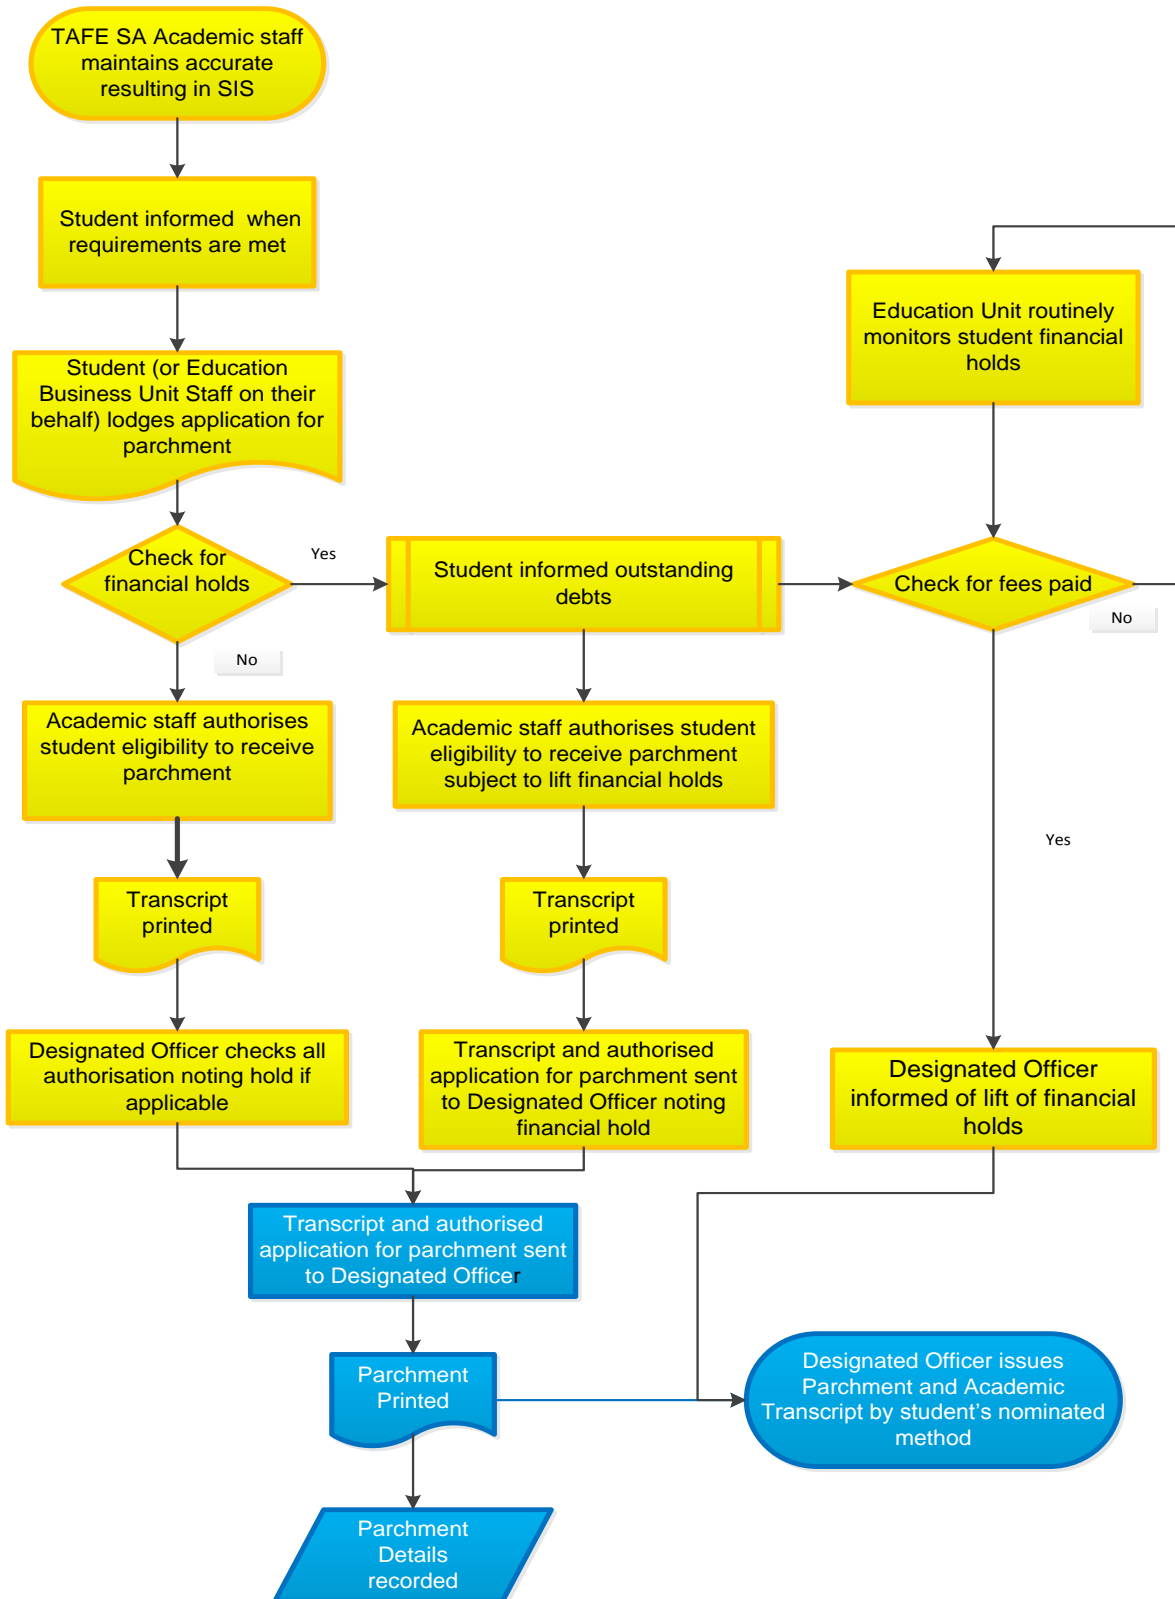 TAFE SA Academic staff
maintains accurate
resulting in SIS
Student informed  when
requirements are met
Student (or Education
Business Unit Staff on their
behalf) lodges application for
parchment
Check for
financial holds
Yes
No
Student informed outstanding
debts
Education Unit routinely
monitors student financial
holds
Check for fees paid
No
Yes
Academic staff authorises
student eligibility to receive
parchment
Academic staff authorises student
eligibility to receive parchment
subject to lift financial holds
Transcript
printed
Transcript
printed
Designated Officer checks all
authorisation noting hold if
applicable
Transcript and authorised
application for parchment sent
to Designated Officer noting
financial hold
Designated Officer
informed of lift of financial
holds
Transcript and authorised
application for parchment sent
to Designated Officer
Parchment
Printed
Designated Officer issues
Parchment and Academic
Transcript by student's nominated
method
Parchment
Details
recorded